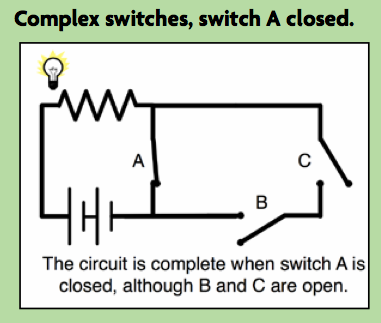 Complex switches, switch A closed.
A
C
B
The circuit is complete when switch A is
closed, although B and C are open.